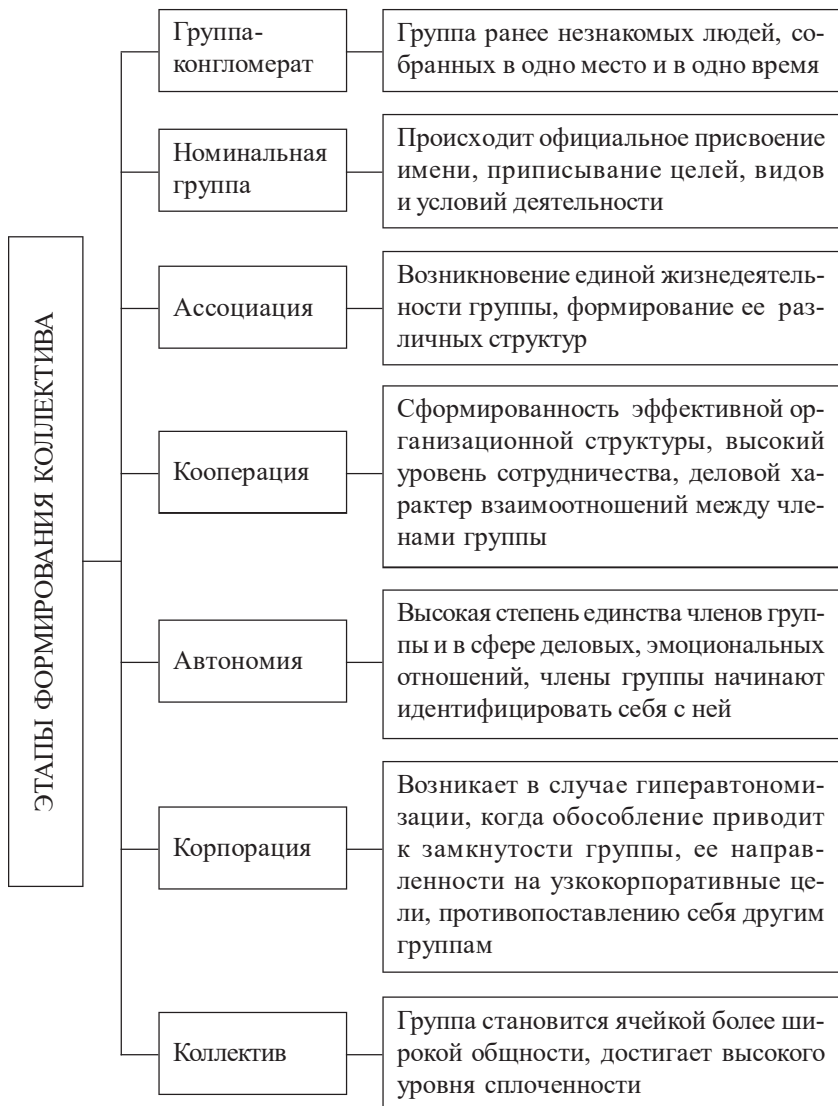 ЭТАПЫ ФОРМИРОВАНИЯ КОЛЛЕКТИВА
Группа-
конгломерат
Группа ранее незнакомых людей, со-
бранных в одно место и в одно время
Номинальная
группа
Происходит официальное присвоение
имени, приписывание целей, видов
и условий деятельности
Ассоциация
Возникновение единой жизнедеятель-
ности группы, формирование ее раз-
личных структур
Кооперация
Сформированность эффективной ор-
ганизационной структуры, высокий
уровень сотрудничества, деловой ха-
рактер взаимоотношений между чле-
нами группы
Автономия
Высокая степень единства членов груп-
пы и в сфере деловых, эмоциональных
отношений, члены группы начинают
идентифицировать себя с ней
Корпорация
Возникает в случае гиперавтономи-
зации, когда обособление приводит
к замкнутости группы, ее направ-
ленности на узкокорпоративные це-
ли, противопоставлению себя другим
группам
Коллектив
Группа становится ячейкой более ши-
рокой общности, достигает высокого
уровня сплоченности